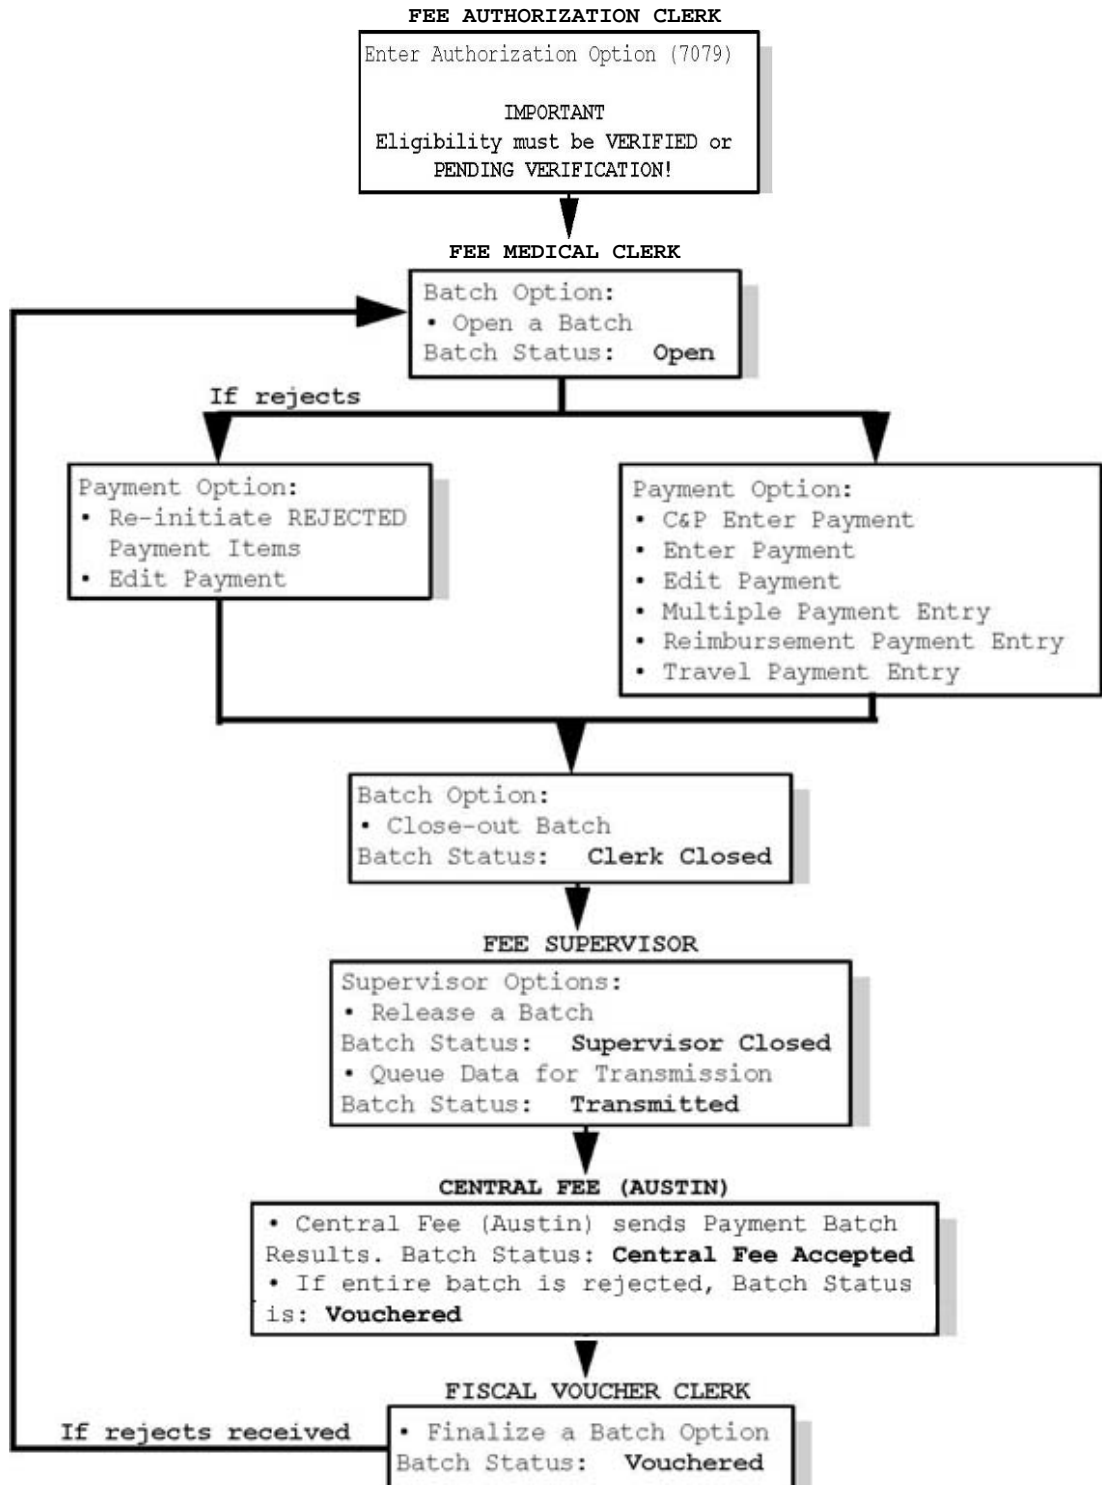 FEE AUTHORIZATION CLERK
Enter Authorization Option (7079)
IMPORTANT
Eligibility must be VERIFIED or
PENDING VERIFICATION!
FEE MEDICAL CLERK
Batch Option:
• Open a Batch
Batch Status: Open
If rejects
Payment Option:
• Re-initiate REJECTED
Payment Items
• Edit Payment
Payment Option:
• C&P Enter Payment
• Enter Payment
• Edit Payment
• Multiple Payment Entry
• Reimbursement Payment Entry
• Travel Payment Entry
Batch Option:
• Close-out Batch
Batch Status: Clerk Closed
FEE SUPERVISOR
Supervisor Options:
• Release a Batch
Batch Status: Supervisor Closed
• Queue Data for Transmission
Batch Status: Transmitted
CENTRAL FEE (AUSTIN)
• Central Fee (Austin) sends Payment Batch
Results. Batch Status: Central Fee Accepted
• If entire batch is rejected, Batch Status
is: Vouchered
FISCAL VOUCHER CLERK
If rejects received
• Finalize a Batch Option
Batch Status: Vouchered